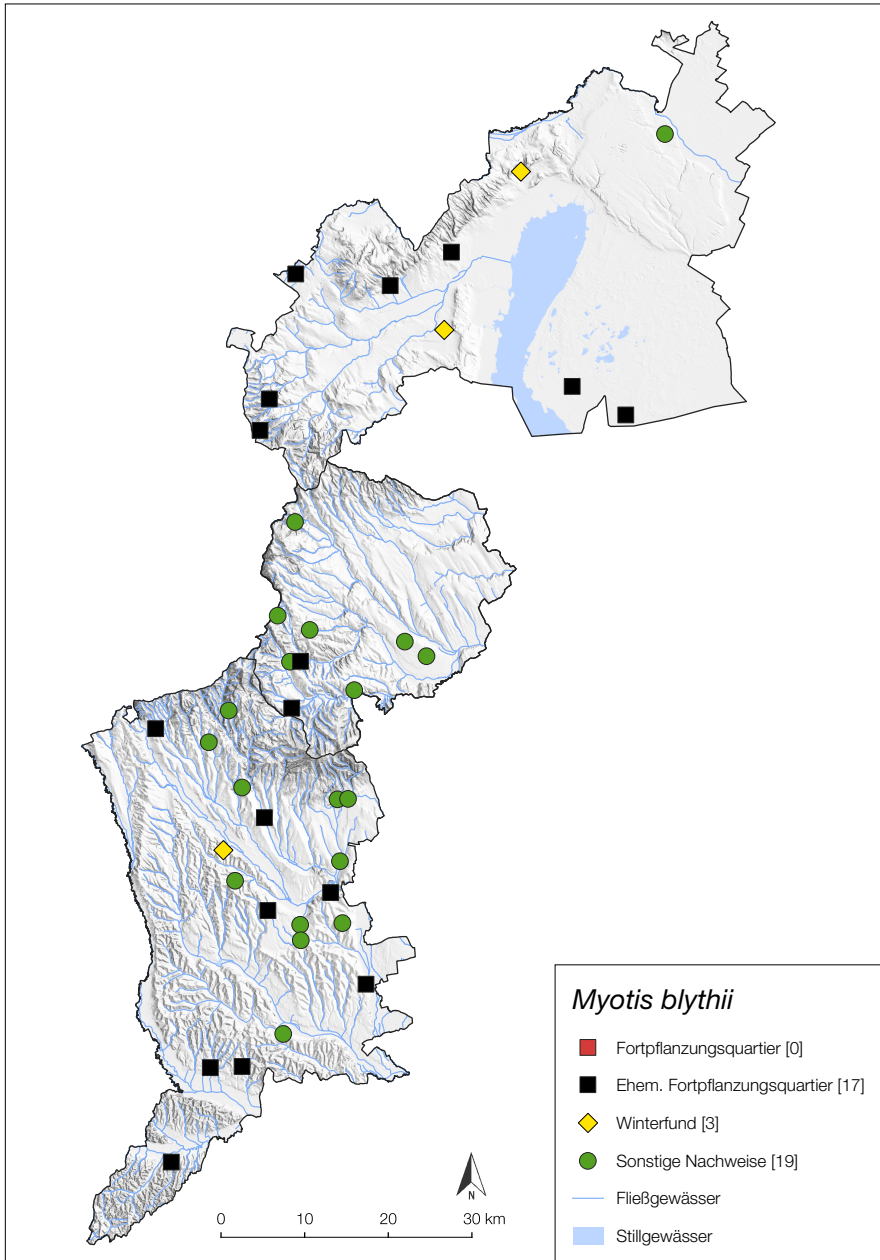 Myotis blythii
Fortpflanzungsquartier [0]
Ehem. Fortpflanzungsquartier [17]
Winterfund [3]
Sonstige Nachweise [19]
Fließgewässer
Stillgewässer
N
0 10 20 30 km